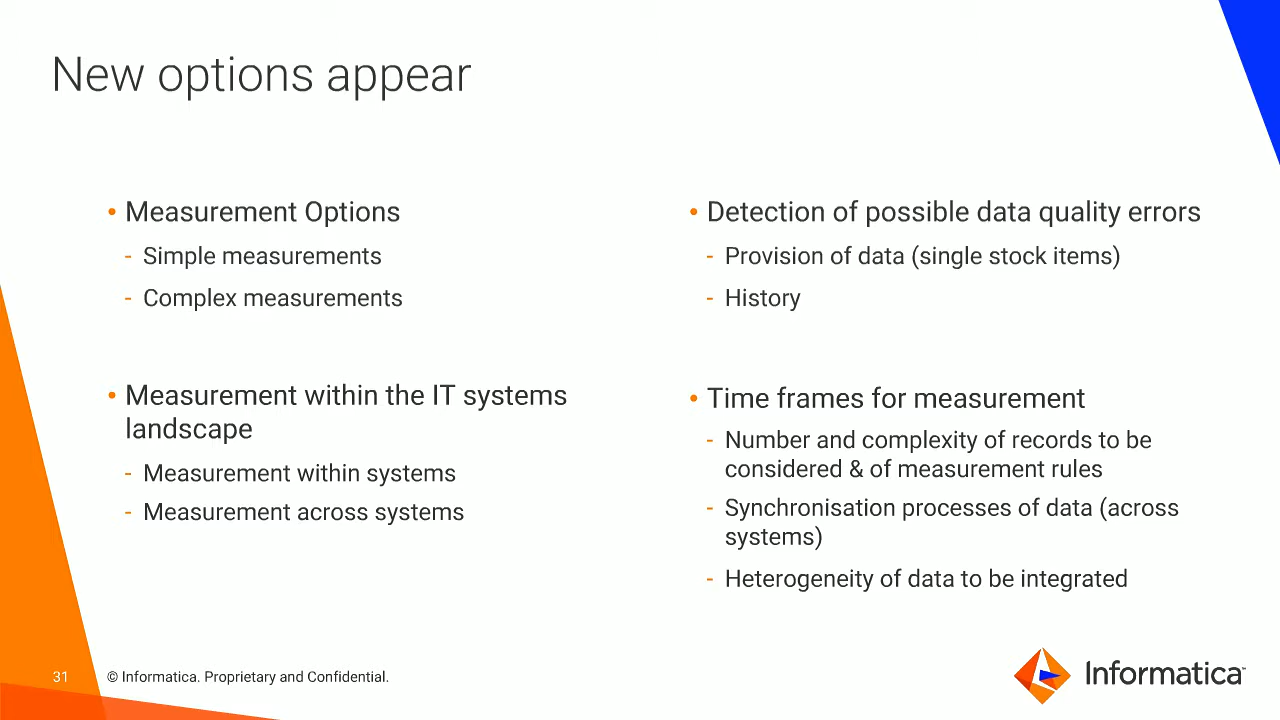 New options appear
• Measurement Options
- Simple measurements
- Complex measurements
• Measurement within the IT systems
landscape
- Measurement within systems
- Measurement across systems
• Detection of possible data quality errors
- Provision of data (single stock items)
- History
• Time frames for measurement
- Number and complexity of records to be
considered & of measurement rules
- Synchronisation processes of data (across
systems)
- Heterogeneity of data to be integrated
31
© Informatica. Proprietary and Confidential.
Informatica™